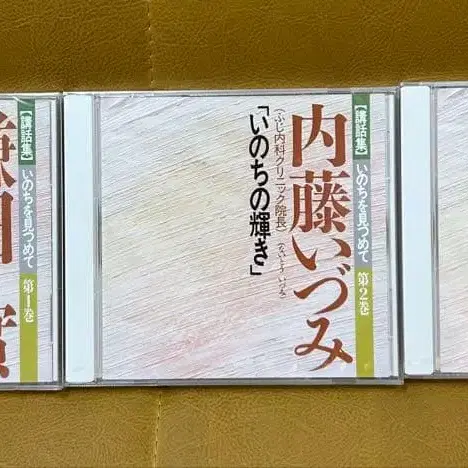 【講話集】いのちを見つめて 第2巻
内藤いづみ
(ないとう いづみ)
(ふじ内科クリニック院長)
「いのちの輝き」
【講話集】いのちを見つめて 第1巻
鎌田 實